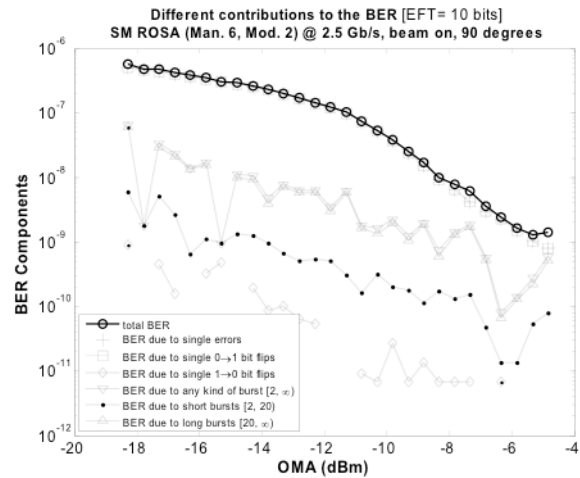 Different contributions to the BER [EFT= 10 bits]
SM ROSA (Man. 6, Mod. 2) @ 2.5 Gb/s, beam on, 90 degrees
10^-6
10^-7
10^-8
10^-9
10^-10
10^-11
10^-12
BER Components
total BER
BER due to single errors
BER due to single 0→1 bit flips
BER due to single 1→0 bit flips
BER due to any kind of burst [2, ∞)
BER due to short bursts [2, 20)
BER due to long bursts [20, ∞)
-20 -18 -16 -14 -12 -10 -8 -6 -4
OMA (dBm)